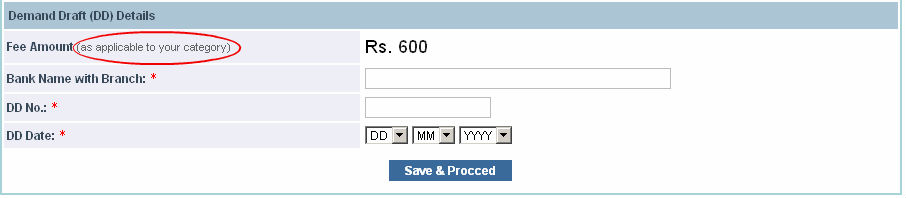 Demand Draft (DD) Details
Fee Amount (as applicable to your category) Rs. 600
Bank Name with Branch: *
DD No.: *
DD Date: * DD MM YYYY
Save & Procced